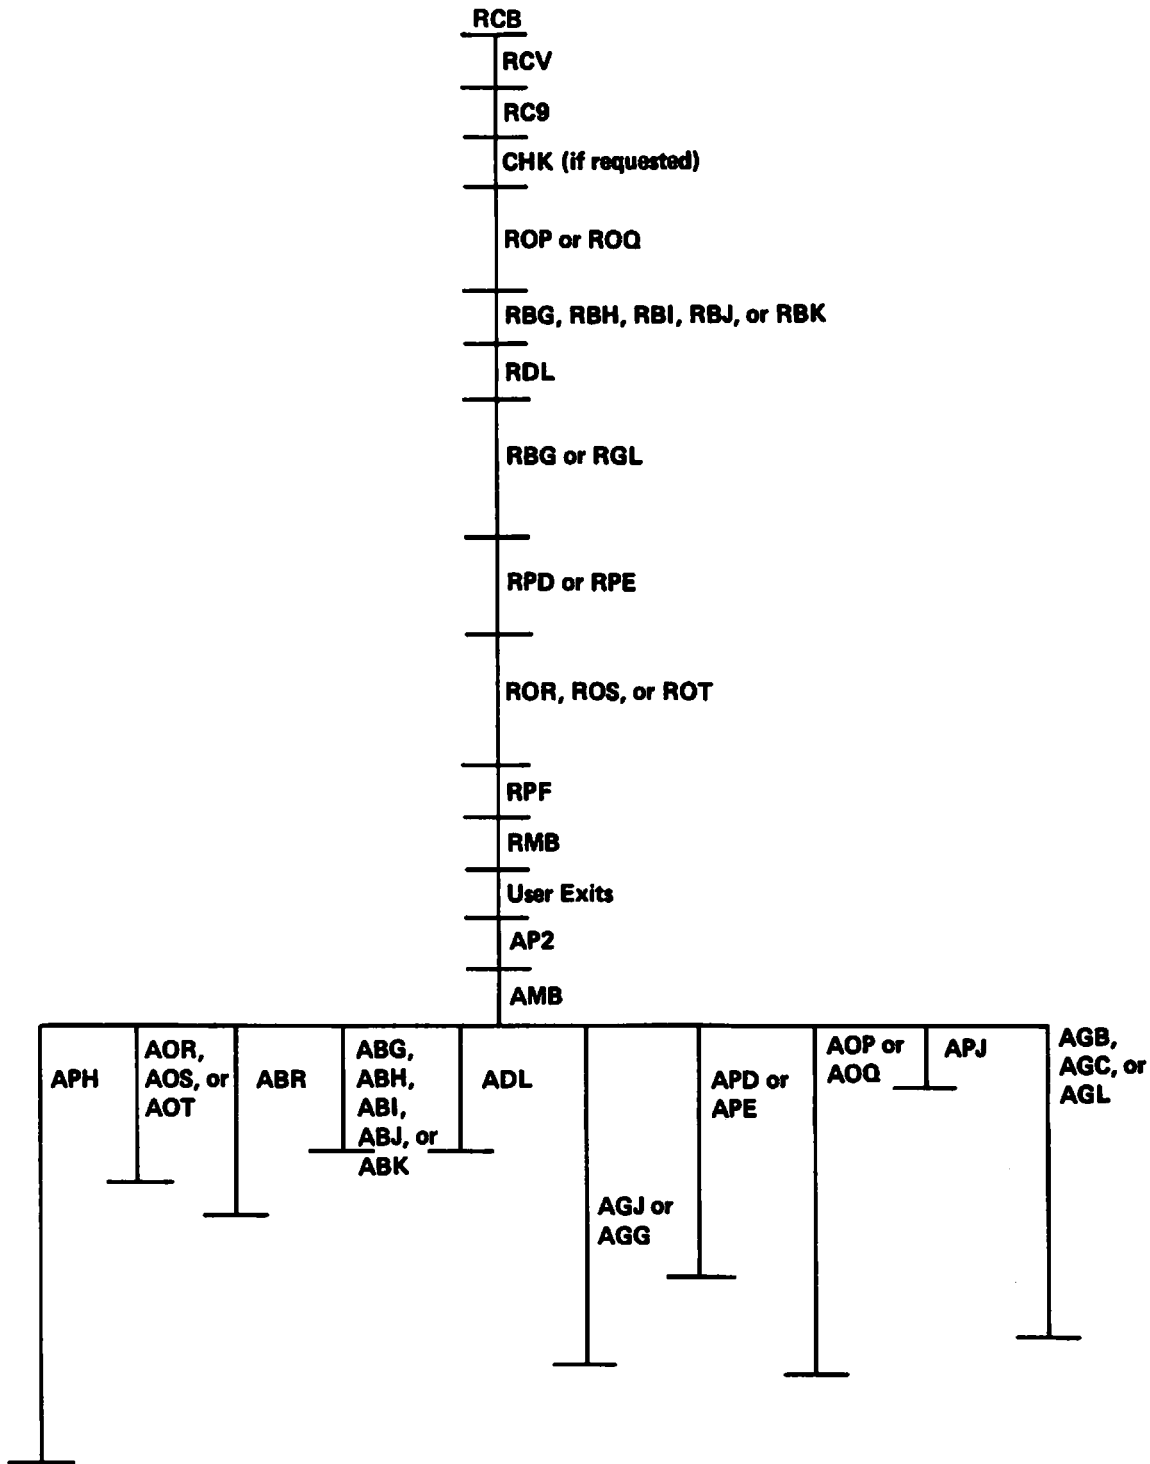 RCB
RCV
RC9
CHK (if requested)
ROP or ROQ
RBG, RBH, RBI, RBJ, or RBK
RDL
RBG or RGL
RPD or RPE
ROR, ROS, or ROT
RPF
RMB
User Exits
AP2
AMB
APH
AOR,
AOS, or
AOT
ABR
ABG,
ABH,
ABI,
ABJ, or
ABK
ADL
AGJ or
AGG
APD or
APE
AOP or
AOQ
APJ
AGB,
AGC, or
AGL